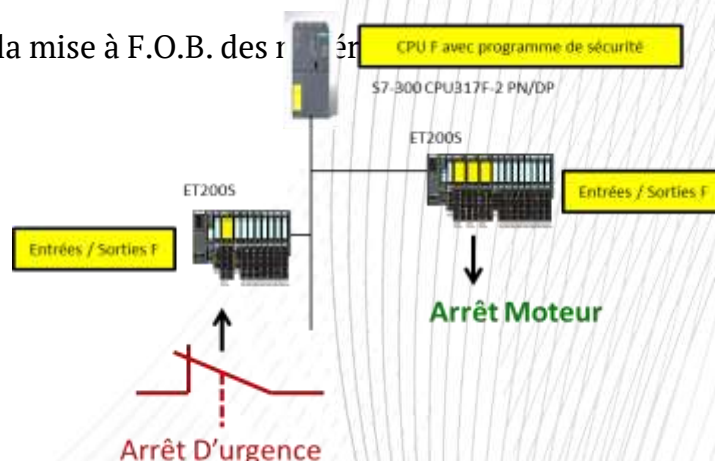 la mise à F.O.B. des
CPU F avec programme de sécurité
S7-300 CPU317F-2 PN/DP
ET200S
ET200S
Entrées / Sorties F
Entrées / Sorties F
Arrêt Moteur
Arrêt D'urgence